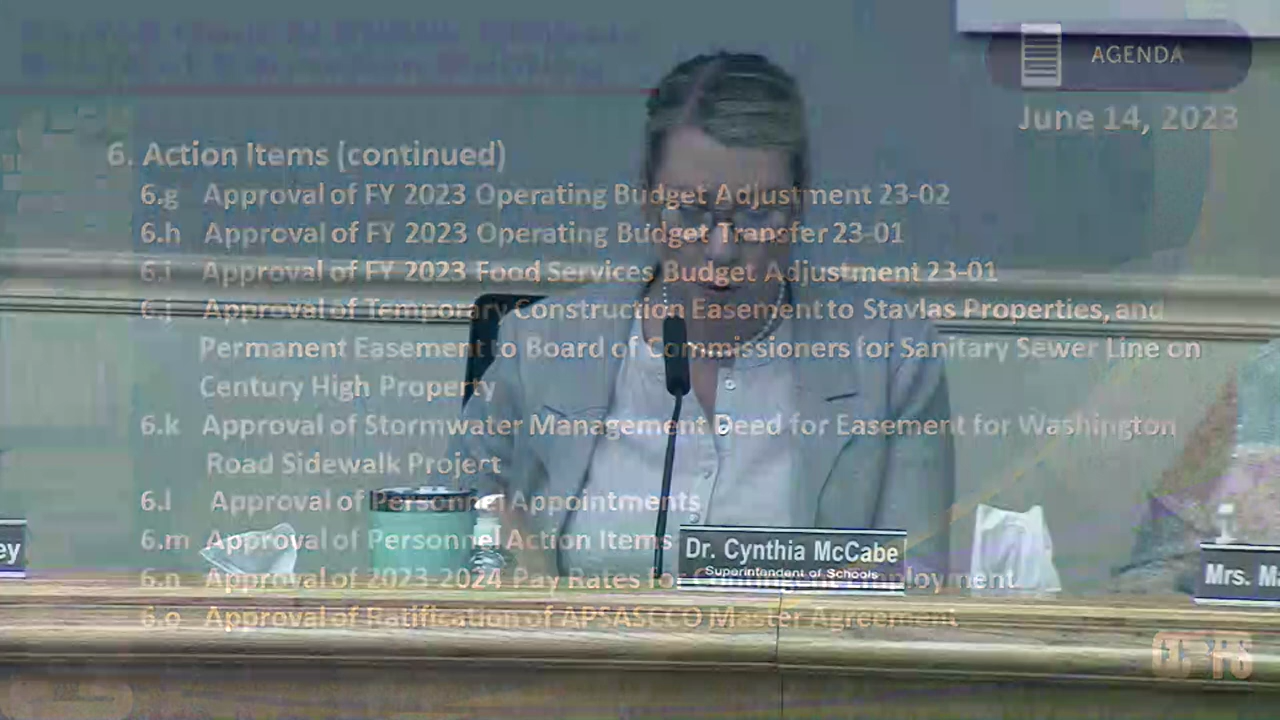 AGENDA
June 14, 2023
6. Action Items (continued)
6.g Approval of FY 2023 Operating Budget Adjustment 23-02
6.h Approval of FY 2023 Operating Budget Transfer 23-01
6.i Approval of FY 2023 Food Services Budget Adjustment 23-01
6.j Approval of Temporary Construction Easement to Stavlas Properties, and
Permanent Easement to Board of Commissioners for Sanitary Sewer Line on
Century High Property
6.k Approval of Stormwater Management Deed for Easement for Washington
Road Sidewalk Project
6.l Approval of Personnel Appointments
6.m Approval of Personnel Action Items
ey
Dr. Cynthia McCabe
Superintendent of Schools
Mrs.
6.n Approval of 2023-2024 Pay Rates for Employment
6.o Approval of Ratification of APSASCCO Master Agreement